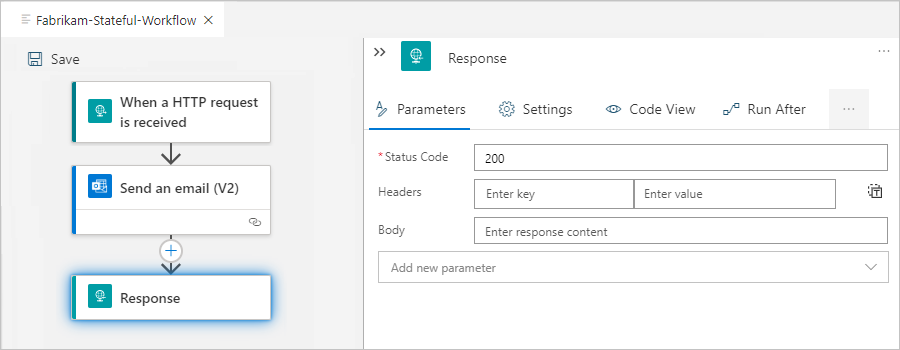 Fabrikam-Stateful-Workflow
Save
When a HTTP request
is received
Send an email (V2)
Response
Response
Parameters
Settings
Code View
Run After
*Status Code
200
Headers
Enter key
Enter value
Body
Enter response content
Add new parameter